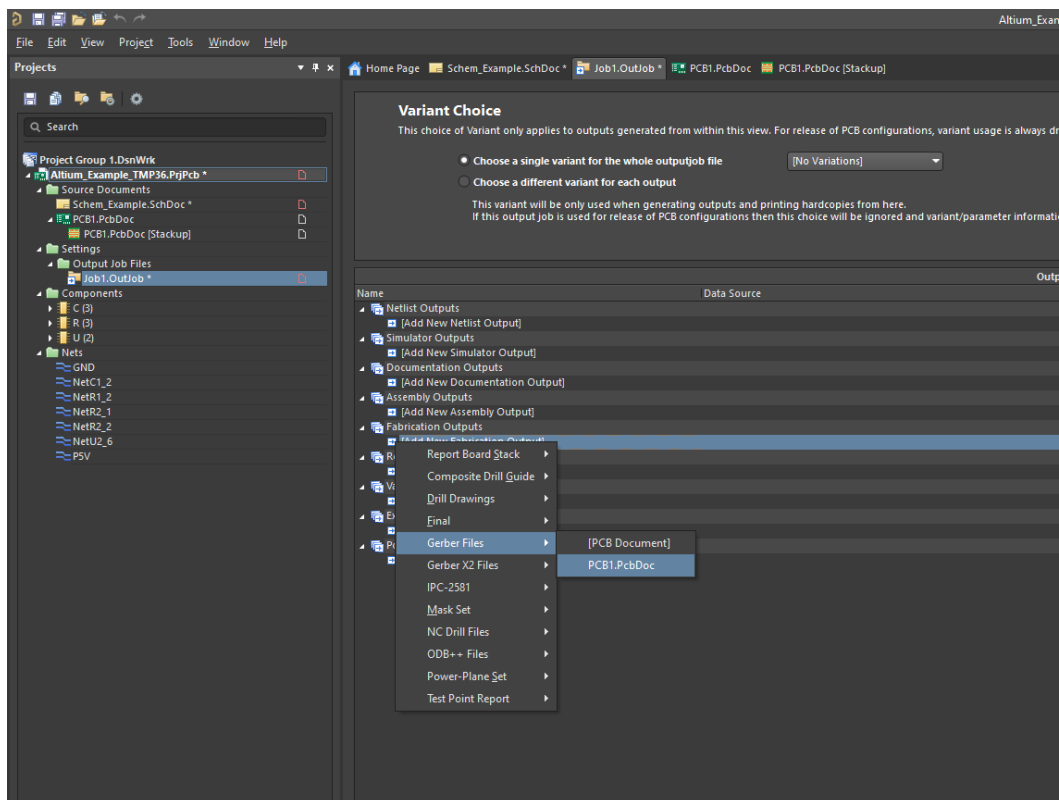 Altium_Exam
File Edit View Project Tools Window Help
Projects
Home Page Schem_Example.SchDoc * Job1.OutJob * PCB1.PcbDoc PCB1.PcbDoc [Stackup]
Search
Project Group 1.DsnWrk
Altium_Example_TMP36.PrjPcb *
Source Documents
Schem_Example.SchDoc *
PCB1.PcbDoc
PCB1.PcbDoc [Stackup]
Settings
Output Job Files
Job1.OutJob *
Components
C (3)
R (3)
U (2)
Nets
GND
NetC1_2
NetR1_2
NetR2_1
NetR2_2
NetU2_6
P5V
Variant Choice
This choice of Variant only applies to outputs generated from within this view. For release of PCB configurations, variant usage is always dr
Choose a single variant for the whole outputjob file [No Variations]
Choose a different variant for each output
This variant will be only used when generating outputs and printing hardcopies from here.
If this output job is used for release of PCB configurations then this choice will be ignored and variant/parameter informati
Outp
Name Data Source
Netlist Outputs
[Add New Netlist Output]
Simulator Outputs
[Add New Simulator Output]
Documentation Outputs
[Add New Documentation Output]
Assembly Outputs
[Add New Assembly Output]
Fabrication Outputs
[Add New Fabrication Output]
R
Va
Ex
Po
Report Board Stack
Composite Drill Guide
Drill Drawings
Final
Gerber Files
Gerber X2 Files
IPC-2581
Mask Set
NC Drill Files
ODB++ Files
Power-Plane Set
Test Point Report
[PCB Document]
PCB1.PcbDoc